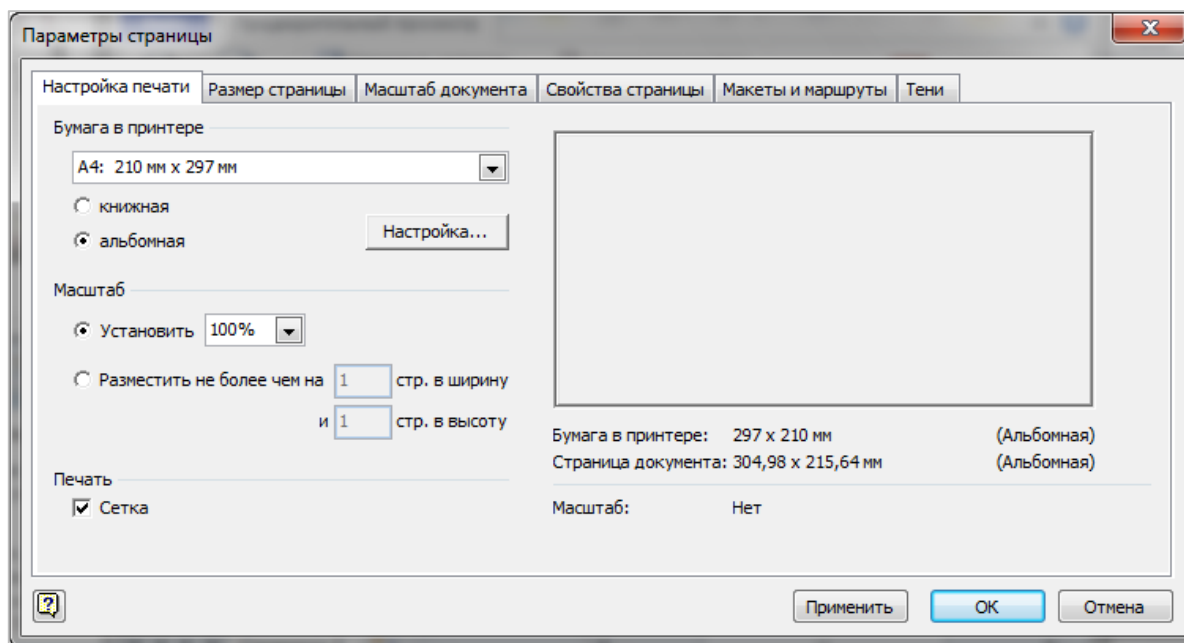 Параметры страницы
Настройка печати Размер страницы Масштаб документа Свойства страницы Макеты и маршруты Тени
Бумага в принтере
A4: 210 мм x 297 мм
книжная
альбомная
Настройка...
Масштаб
Установить 100%
Разместить не более чем на 1 стр. в ширину
и 1 стр. в высоту
Печать
Сетка
Бумага в принтере: 297 x 210 мм (Альбомная)
Страница документа: 304,98 x 215,64 мм (Альбомная)
Масштаб: Нет
Применить OK Отмена